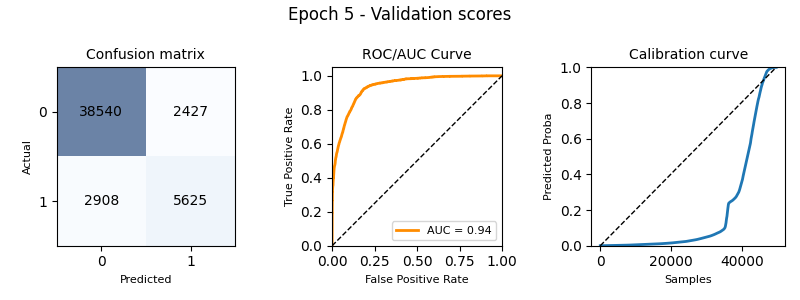 Epoch 5 - Validation scores
Confusion matrix
Actual
0
1
38540
2427
2908
5625
0
1
Predicted
ROC/AUC Curve
True Positive Rate
1.0
0.8
0.6
0.4
0.2
0.0
AUC = 0.94
0.00
0.25
0.50
0.75
1.00
False Positive Rate
Calibration curve
Predicted Proba
1.0
0.8
0.6
0.4
0.2
0.0
0
20000
40000
Samples